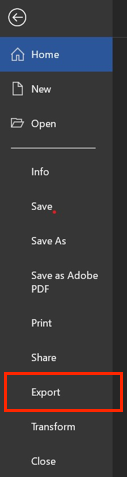 Home
New
Open
Info
Save
Save As
Save as Adobe
PDF
Print
Share
Export
Transform
Close